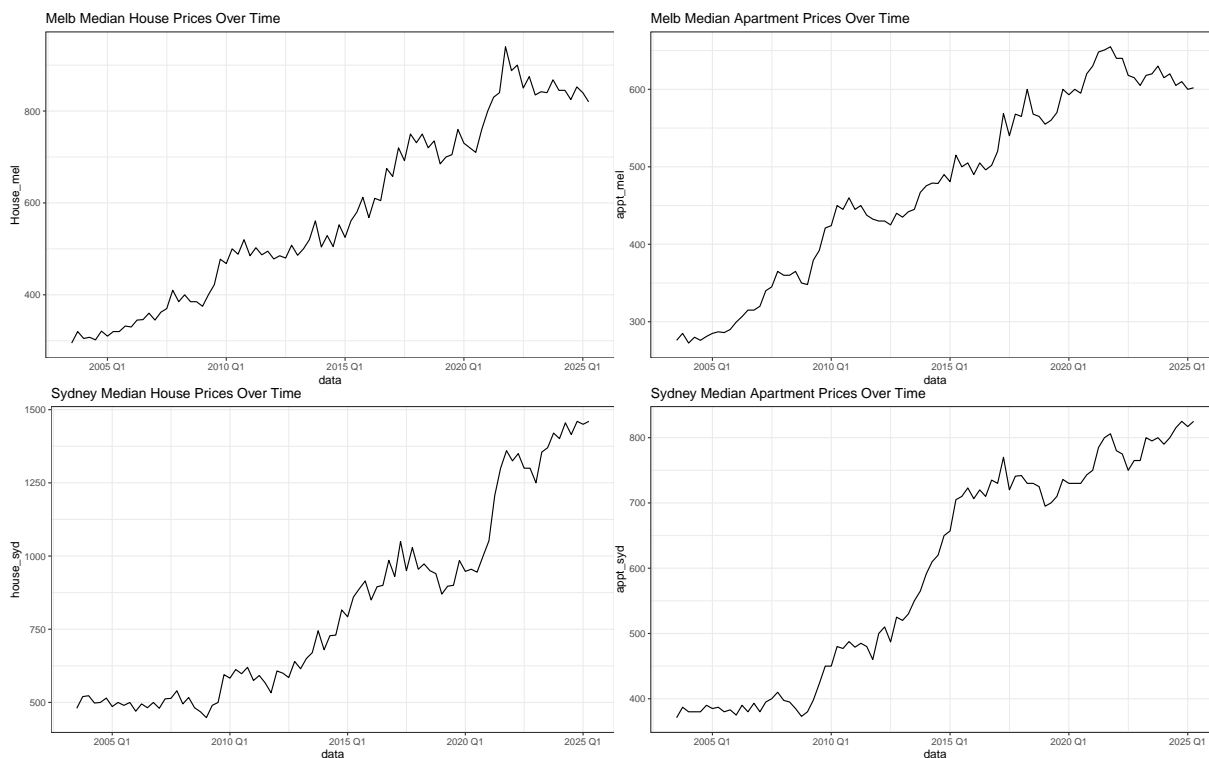 Melb Median House Prices Over Time
House_mel
800
600
400
2005 Q1 2010 Q1 2015 Q1 2020 Q1 2025 Q1
data
Melb Median Apartment Prices Over Time
appt_mel
600
500
400
300
2005 Q1 2010 Q1 2015 Q1 2020 Q1 2025 Q1
data
Sydney Median House Prices Over Time
house_syd
1500
1250
1000
750
500
2005 Q1 2010 Q1 2015 Q1 2020 Q1 2025 Q1
data
Sydney Median Apartment Prices Over Time
appt_syd
800
700
600
500
400
2005 Q1 2010 Q1 2015 Q1 2020 Q1 2025 Q1
data